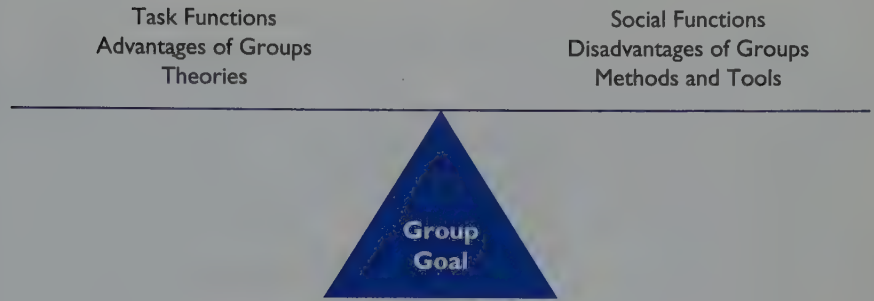 Task Functions
Advantages of Groups
Theories
Social Functions
Disadvantages of Groups
Methods and Tools
Group
Goal